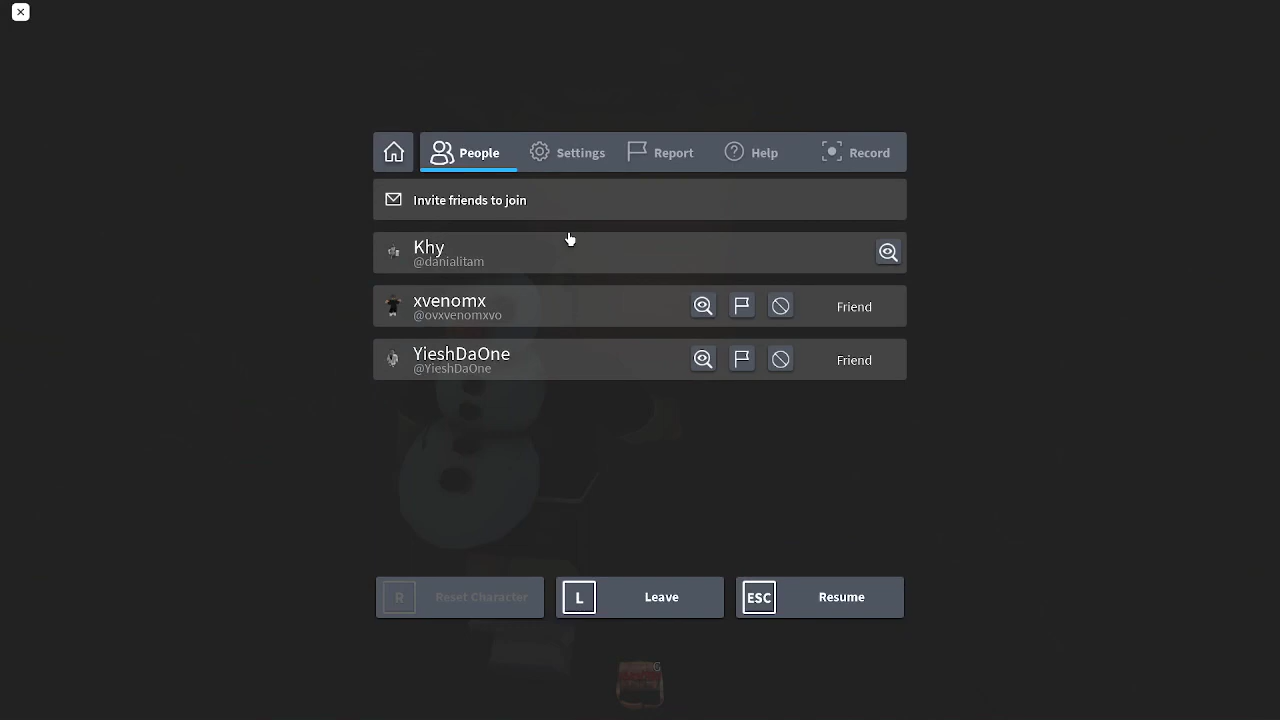 People
Settings
Report
Help
Record
Invite friends to join
Khy
@danialitam
xvenomx
@ovxvenomxvo
Friend
YieshDaOne
@YieshDaOne
Friend
R
Reset Character
L
Leave
ESC
Resume